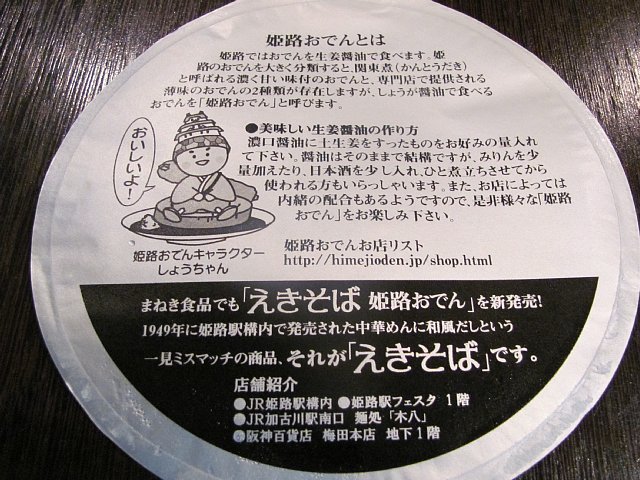 姫路おでんとは
姫路ではおでんを生姜醤油で食べます。姫
路のおでんを大きく分類すると、関東煮(かんとうだき)
と呼ばれる濃く甘い味付のおでんと、専門店で提供される
薄味のおでんの2種類が存在しますが、しょうが醤油で食べる
おでんを「姫路おでん」と呼びます。
おいしいよ!
●美味しい生姜醤油の作り方
濃口醤油に土生姜をすったものをお好みの量入れ
て下さい。醤油はそのままで結構ですが、みりんを少
量加えたり、日本酒を少し入れ、ひと煮立ちさせてから
使われる方もいらっしゃいます。また、お店によっては
内緒の配合もあるようですので、是非様々な「姫路
おでん」をお楽しみ下さい。
姫路おでんキャラクター
しょうちゃん
姫路おでんお店リスト
http://himejioden.jp/shop.html
まねき食品でも「えきそば 姫路おでん」を新発売!
1949年に姫路駅構内で発売された中華めんに和風だしという
一見ミスマッチの商品、それが「えきそば」です。
店舗紹介
●JR姫路駅構内 ●姫路駅フェスタ 1階
●JR加古川駅南口 麺処「木八」
◎阪神百貨店 梅田本店 地下1階